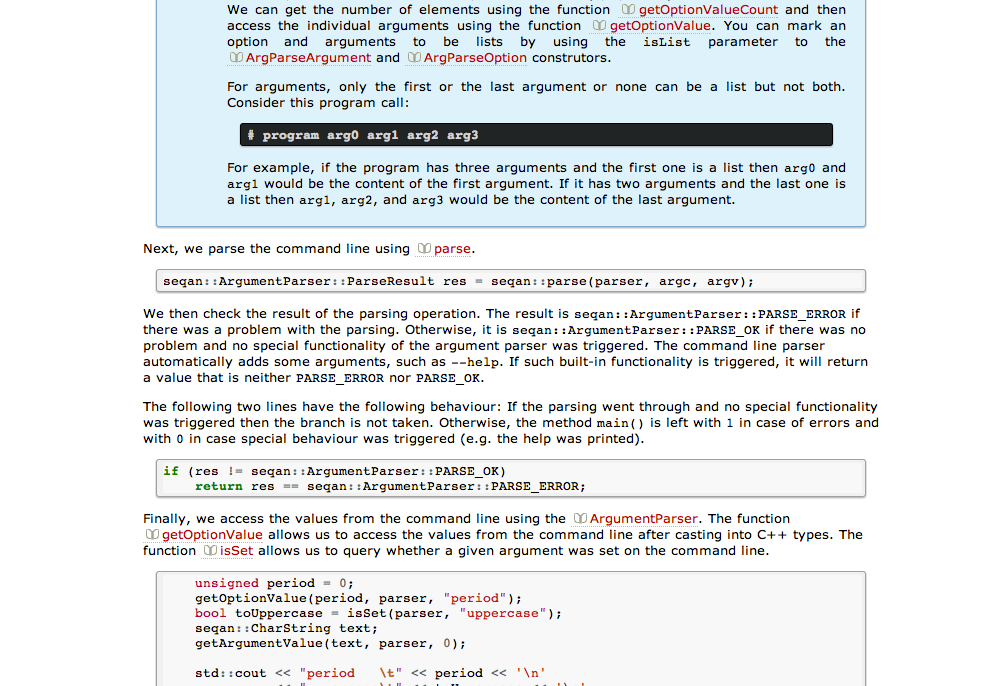 We can get the number of elements using the function getOptionValueCount and then
access the individual arguments using the function getOptionValue. You can mark an
option and arguments to be lists by using the isList parameter to the
ArgParseArgument and ArgParseOption construtors.
For arguments, only the first or the last argument or none can be a list but not both.
Consider this program call:
# program arg0 arg1 arg2 arg3
For example, if the program has three arguments and the first one is a list then arg0 and
arg1 would be the content of the first argument. If it has two arguments and the last one is
a list then arg1, arg2, and arg3 would be the content of the last argument.
Next, we parse the command line using parse.
seqan::ArgumentParser::ParseResult res = seqan::parse(parser, argc, argv);
We then check the result of the parsing operation. The result is seqan::ArgumentParser::PARSE_ERROR if
there was a problem with the parsing. Otherwise, it is seqan::ArgumentParser::PARSE_OK if there was no
problem and no special functionality of the argument parser was triggered. The command line parser
automatically adds some arguments, such as --help. If such built-in functionality is triggered, it will return
a value that is neither PARSE_ERROR nor PARSE_OK.
The following two lines have the following behaviour: If the parsing went through and no special functionality
was triggered then the branch is not taken. Otherwise, the method main() is left with 1 in case of errors and
with 0 in case special behaviour was triggered (e.g. the help was printed).
if (res != seqan::ArgumentParser::PARSE_OK)
return res == seqan::ArgumentParser::PARSE_ERROR;
Finally, we access the values from the command line using the ArgumentParser. The function
getOptionValue allows us to access the values from the command line after casting into C++ types. The
function isSet allows us to query whether a given argument was set on the command line.
unsigned period = 0;
getOptionValue(period, parser, "period");
bool toUppercase = isSet(parser, "uppercase");
seqan::CharString text;
getArgumentValue(text, parser, 0);
std::cout << "period \t" << period << '\n'